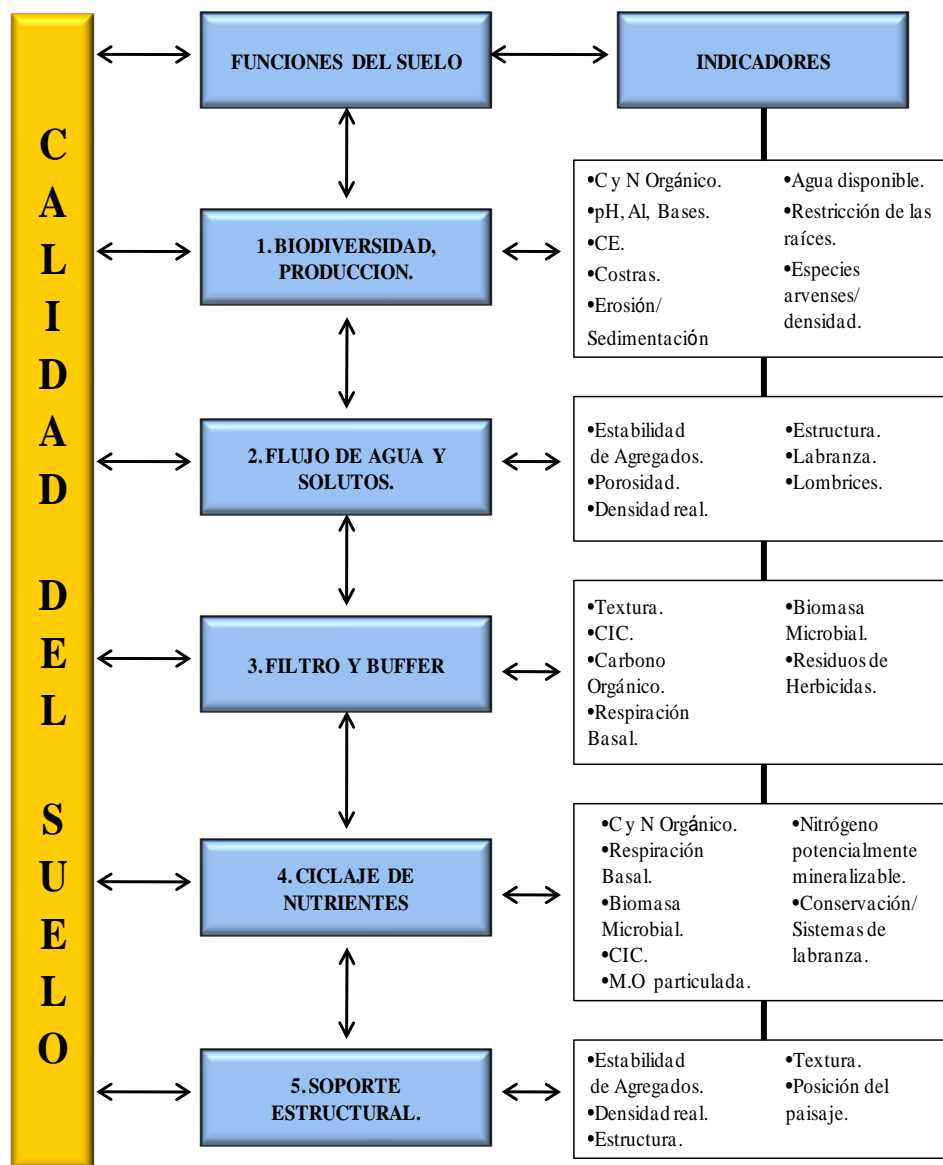 CALIDAD DEL SUELO
FUNCIONES DEL SUELO
INDICADORES
1. BIODIVERSIDAD,
PRODUCCION.
•C y N Orgánico.
•pH, Al, Bases.
•CE.
•Costras.
•Erosión/
Sedimentación
•Agua disponible.
•Restricción de las
raíces.
•Especies
arvenses/
densidad.
2. FLUJO DE AGUA Y
SOLUTOS.
•Estabilidad
de Agregados.
•Porosidad.
•Densidad real.
•Estructura.
•Labranza.
•Lombrices.
3. FILTRO Y BUFFER
•Textura.
•CIC.
•Carbono
Orgánico.
•Respiración
Basal.
•Biomasa
Microbial.
•Residuos de
Herbicidas.
4. CICLAJE DE
NUTRIENTES
•C y N Orgánico.
•Respiración
Basal.
•Biomasa
Microbial.
•CIC.
•M.O particulada.
•Nitrógeno
potencialmente
mineralizable.
•Conservación/
Sistemas de
labranza.
5. SOPORTE
ESTRUCTURAL.
•Estabilidad
de Agregados.
•Densidad real.
•Estructura.
•Textura.
•Posición del
paisaje.